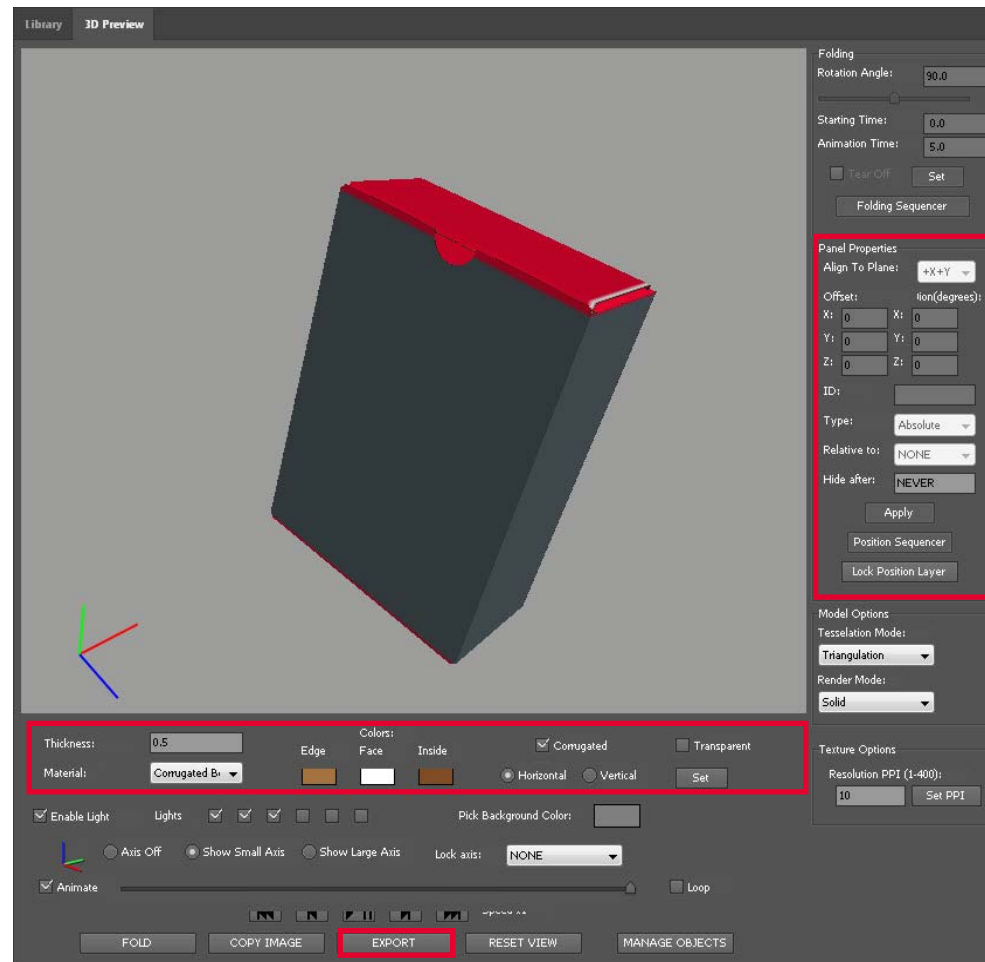 Library 3D Preview
Folding
Rotation Angle: 90.0
Starting Time: 0.0
Animation Time: 5.0
Tear Off Set
Folding Sequencer
Panel Properties
Align To Plane: +X+Y
Offset: tion(degrees):
X: 0 X: 0
Y: 0 Y: 0
Z: 0 Z: 0
ID:
Type: Absolute
Relative to: NONE
Hide after: NEVER
Apply
Position Sequencer
Lock Position Layer
Model Options
Tesselation Mode:
Triangulation
Render Mode:
Solid
Texture Options
Resolution PPI (1-400):
10 Set PPI
Colors:
Thickness: 0.5 Edge Face Inside Corrugated Transparent
Material: Corrugated B Horizontal Vertical Set
Enable Light Lights Pick Background Color:
Axis Off Show Small Axis Show Large Axis Lock axis: NONE
Animate Loop
Speed x1
FOLD COPY IMAGE EXPORT RESET VIEW MANAGE OBJECTS